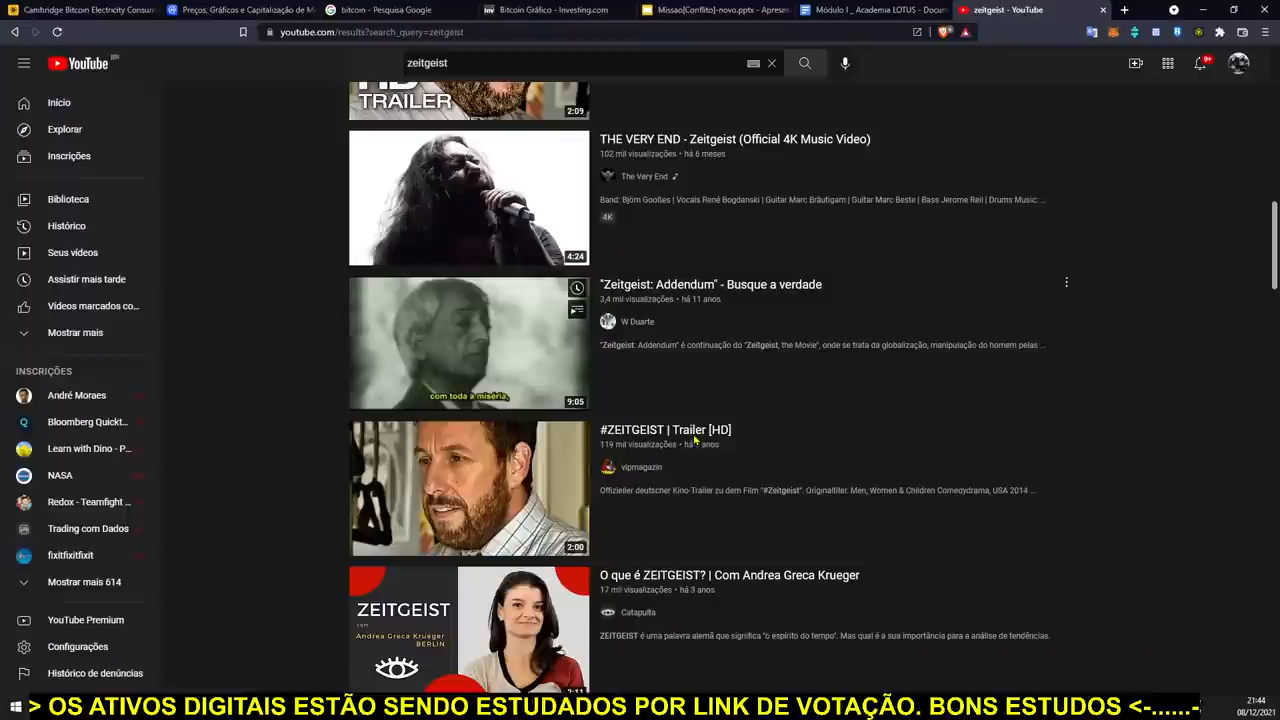 Cambridge Bitcoin Electricity Consum
Preços, Gráficos e Capitalização de M
bitcoin - Pesquisa Google
Bitcoin Gráfico - Investing.com
Missao[Conflito]-novo.pptx - Apresen
Módulo I _ Academia LOTUS - Docum
zeitgeist - YouTube
youtube.com/results?search_query=zeitgeist
YouTube BR
zeitgeist
9+
TRAILER
2:09
Início
Explorar
Inscrições
Biblioteca
Histórico
Seus vídeos
Assistir mais tarde
Vídeos marcados co...
Mostrar mais
INSCRIÇÕES
André Moraes
Bloomberg Quickt...
Learn with Dino - P...
NASA
Redox - Teamfight ...
Trading com Dados
fixitfixitfixit
Mostrar mais 614
YouTube Premium
Configurações
Histórico de denúncias
THE VERY END - Zeitgeist (Official 4K Music Video)
102 mil visualizações • há 6 meses
The Very End
Band: Björn Gooßes | Vocals René Bogdanski | Guitar Marc Bräutigam | Guitar Marc Beste | Bass Jerome Reil | Drums Music: ...
4K
4:24
"Zeitgeist: Addendum" - Busque a verdade
3,4 mil visualizações • há 11 anos
W Duarte
"Zeitgeist: Addendum" é continuação do "Zeitgeist, the Movie", onde se trata da globalização, manipulação do homem pelas ...
com toda a miséria,
9:05
#ZEITGEIST | Trailer [HD]
119 mil visualizações • há anos
vipmagazin
Offizieller deutscher Kino-Trailer zu dem Film "#Zeitgeist". Originaltitel: Men, Women & Children Comedydrama, USA 2014 ...
2:00
O que é ZEITGEIST? | Com Andrea Greca Krueger
17 mil visualizações • há 3 anos
Catapulta
ZEITGEIST é uma palavra alemã que significa "o espírito do tempo". Mas qual é a sua importância para a análise de tendências.
ZEITGEIST
com
Andrea Greca Krueger
BERLIN
2:11
> OS ATIVOS DIGITAIS ESTÃO SENDO ESTUDADOS POR LINK DE VOTAÇÃO. BONS ESTUDOS <-......-
21:44
08/12/2021